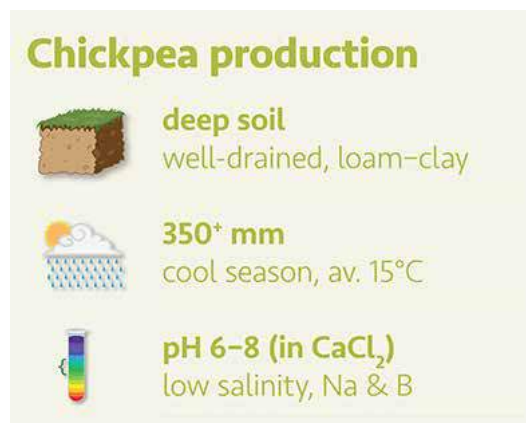 Chickpea production
deep soil
well-drained, loam–clay
350⁺ mm
cool season, av. 15°C
pH 6–8 (in CaCl₂)
low salinity, Na & B